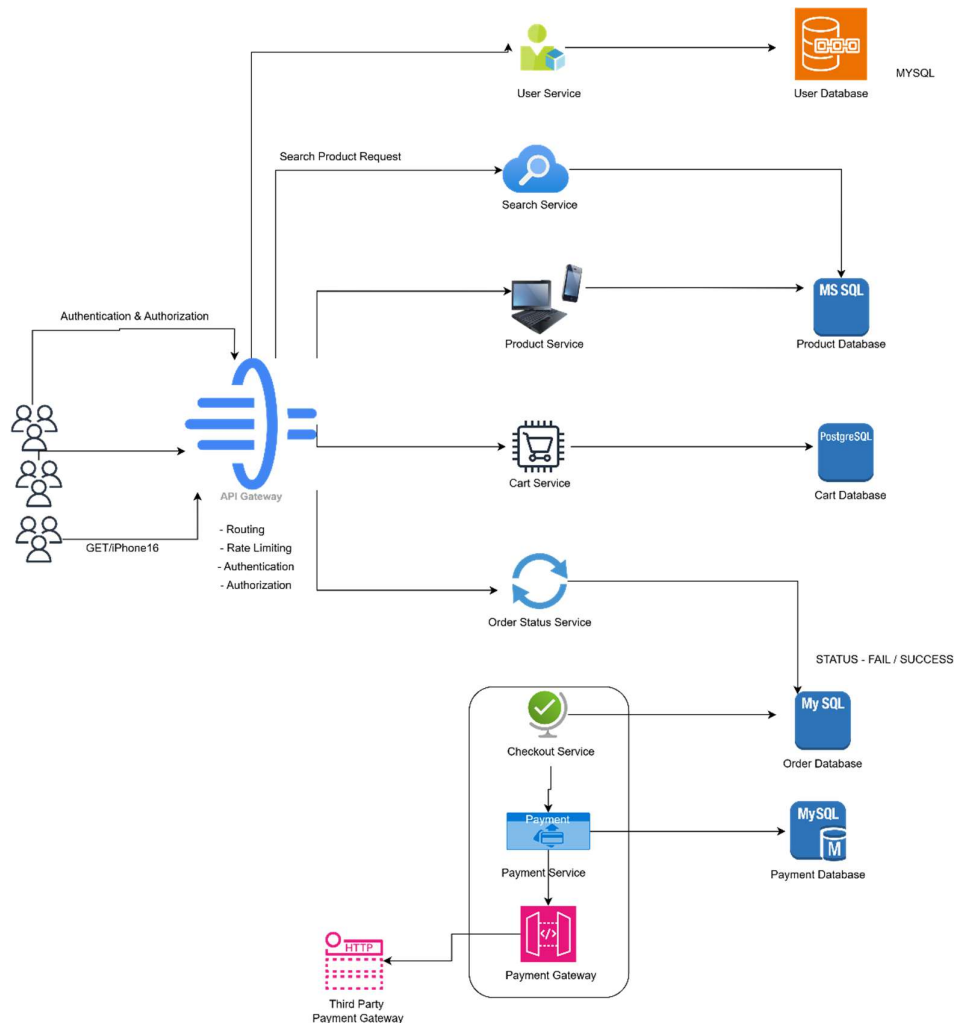 User Service
User Database
MYSQL
Search Product Request
Search Service
MS SQL
Product Service
Product Database
Authentication & Authorization
API Gateway
PostgreSQL
Cart Service
Cart Database
GET/iPhone16
- Routing
- Rate Limiting
- Authentication
- Authorization
Order Status Service
STATUS - FAIL / SUCCESS
My SQL
Checkout Service
Order Database
Payment
MySQL
M
Payment Service
Payment Database
HTTP
</>
Payment Gateway
Third Party
Payment Gateway